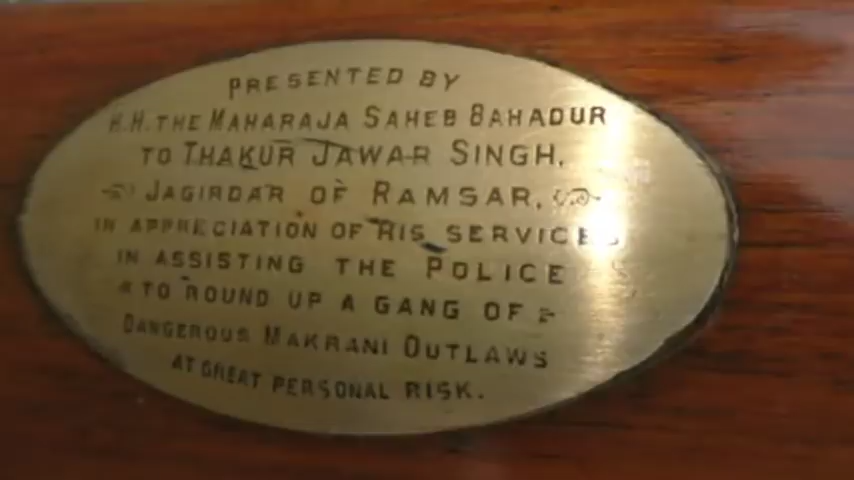 PRESENTED BY
H.H. THE MAHARAJA SAHEB BAHADUR
TO THAKUR JAWAR SINGH,
JAGIRDAR OF RAMSAR,
IN APPRECIATION OF HIS SERVICES
IN ASSISTING THE POLICE
TO ROUND UP A GANG OF
DANGEROUS MAKRANI OUTLAWS
AT GREAT PERSONAL RISK.